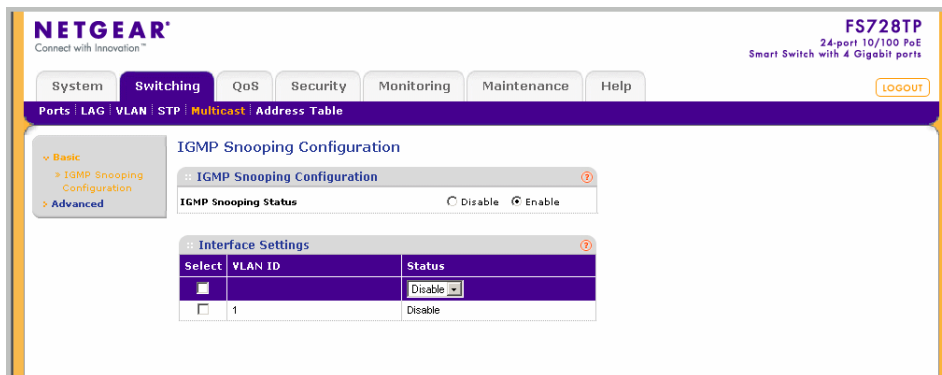 NETGEAR®
Connect with Innovation™
FS728TP
24-port 10/100 PoE
Smart Switch with 4 Gigabit ports
System Switching QoS Security Monitoring Maintenance Help LOGOUT
Ports LAG VLAN STP Multicast Address Table
Basic
> IGMP Snooping
Configuration
> Advanced
IGMP Snooping Configuration
:: IGMP Snooping Configuration ?
IGMP Snooping Status Disable Enable
:: Interface Settings ?
Select VLAN ID Status
Disable
1 Disable